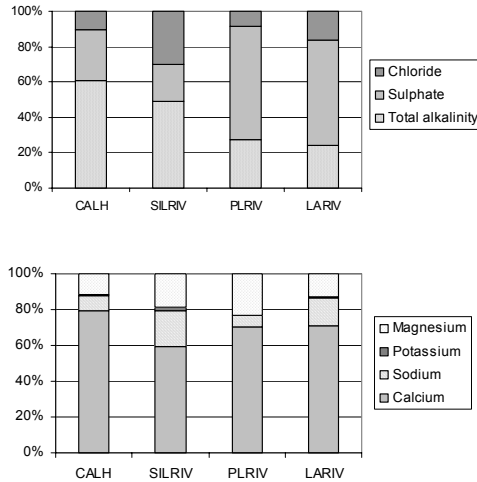 100%
80%
60%
40%
20%
0%
CALH SILRIV PLRIV LARIV
Chloride
Sulphate
Total alkalinity
100%
80%
60%
40%
20%
0%
CALH SILRIV PLRIV LARIV
Magnesium
Potassium
Sodium
Calcium